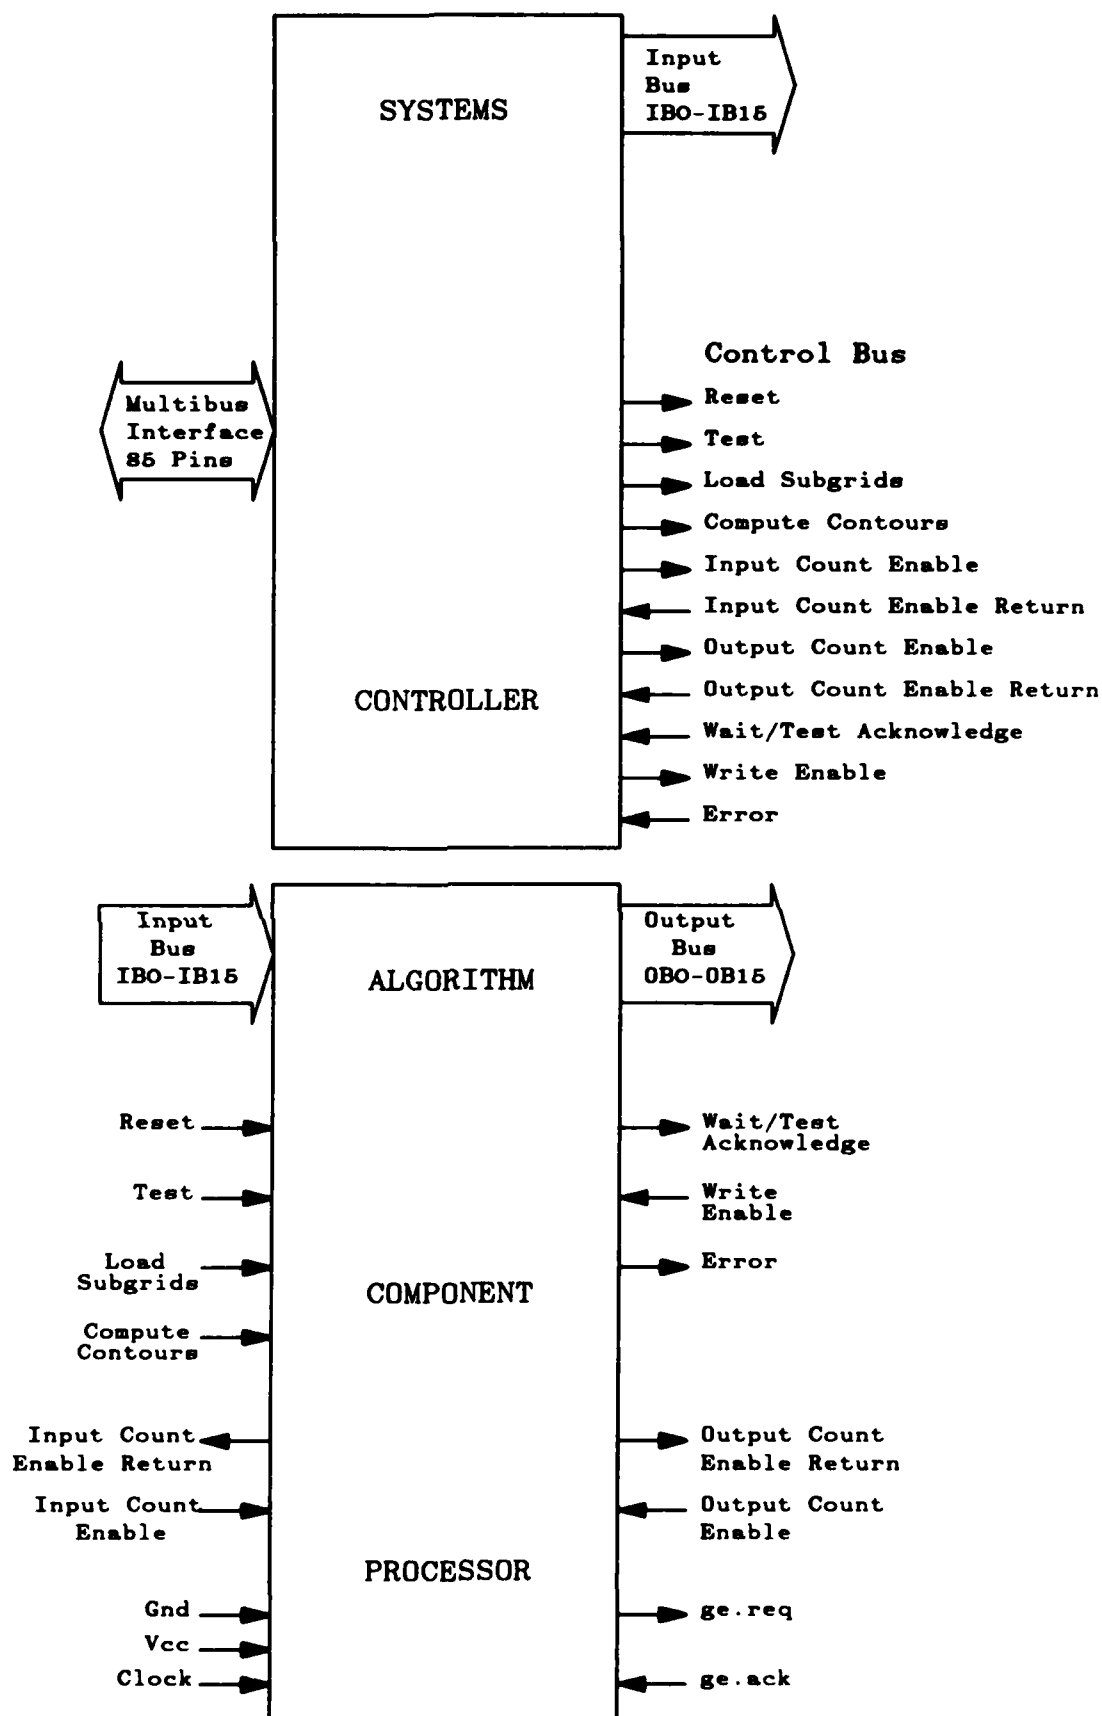 SYSTEMS
Input
Bus
IB0-IB15
Multibus
Interface
85 Pins
Control Bus
Reset
Test
Load Subgrids
Compute Contours
Input Count Enable
Input Count Enable Return
Output Count Enable
Output Count Enable Return
Wait/Test Acknowledge
Write Enable
Error
CONTROLLER
Input
Bus
IB0-IB15
ALGORITHM
Output
Bus
OB0-OB15
Reset
Test
Load
Subgrids
Compute
Contours
Wait/Test
Acknowledge
Write
Enable
Error
COMPONENT
Input Count
Enable Return
Input Count
Enable
Output Count
Enable Return
Output Count
Enable
PROCESSOR
Gnd
Vcc
Clock
ge.req
ge.ack